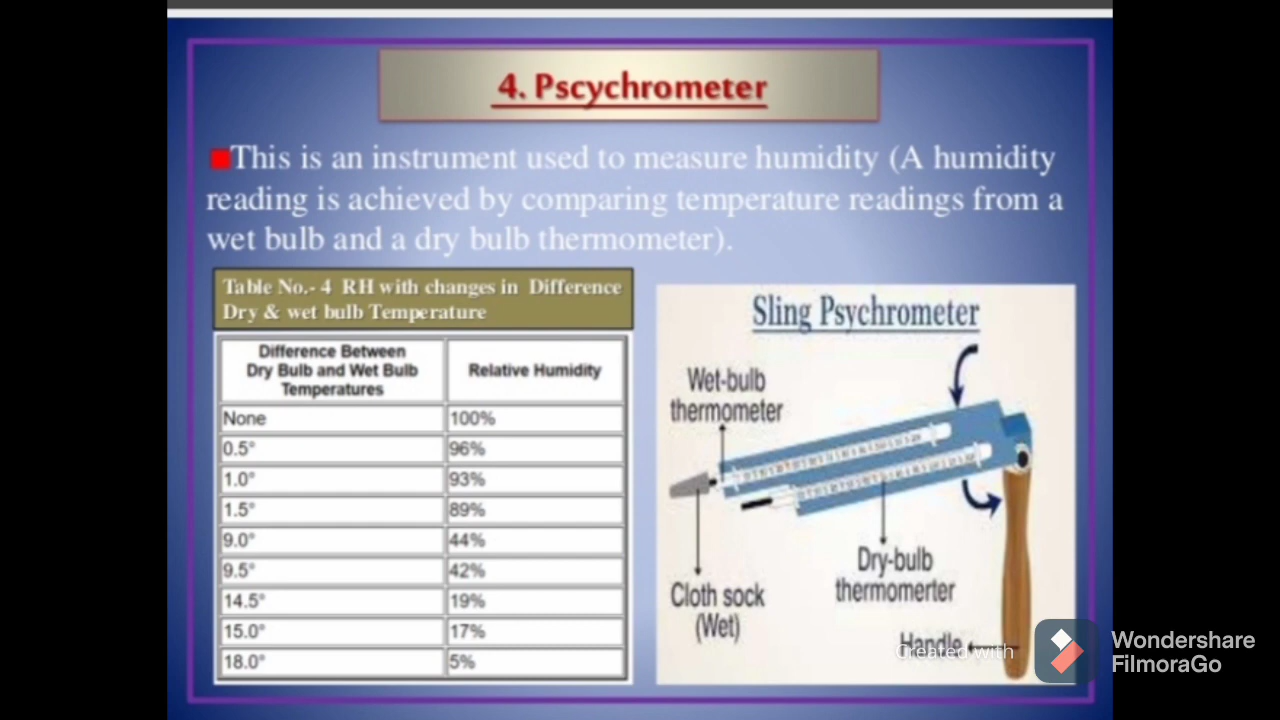 4. Pscychrometer
This is an instrument used to measure humidity (A humidity
reading is achieved by comparing temperature readings from a
wet bulb and a dry bulb thermometer).
Table No.- 4 RH with changes in Difference
Dry & wet bulb Temperature
Difference Between
Dry Bulb and Wet Bulb
Temperatures
Relative Humidity
None 100%
0.5° 96%
1.0° 93%
1.5° 89%
9.0° 44%
9.5° 42%
14.5° 19%
15.0° 17%
18.0° 5%
Sling Psychrometer
Wet-bulb
thermometer
Dry-bulb
thermomerter
Cloth sock
(Wet)
Handle
Created with
Wondershare
FilmoraGo